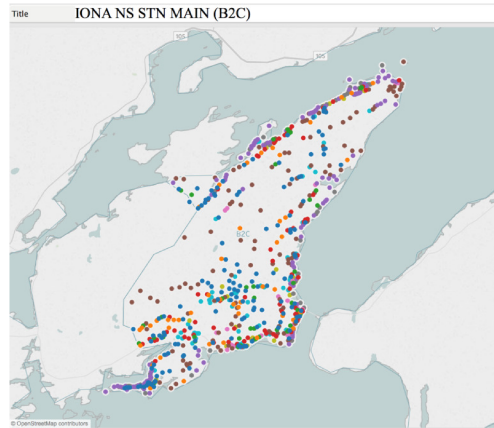 Title
IONA NS STN MAIN (B2C)
105
105
B2C
© OpenStreetMap contributors